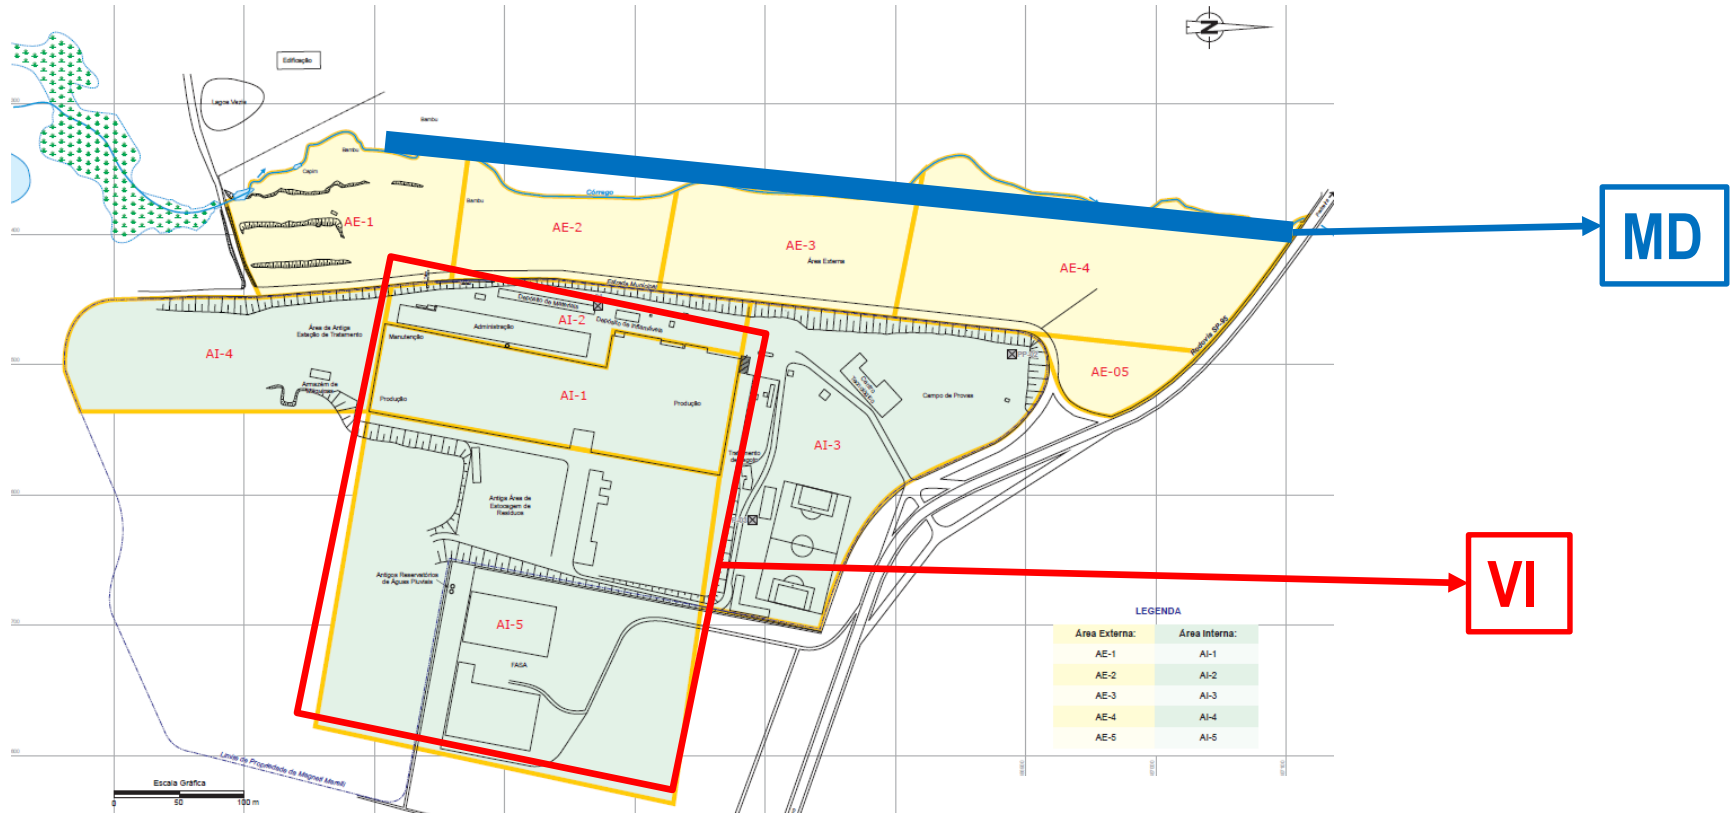 N
Edificação
Lagoa Vazia
Bambu
Bambu
Capim
Córrego
Bambu
AE-1
AE-2
AE-3
Área Externa
AE-4
MD
Estrada Municipal
Depósito de Materiais
AI-2
Depósito de Inflamáveis
Administração
Manutenção
Área da Antiga
Estação de Tratamento
AI-4
Rodovia SP-95
AE-05
Armazém de
Produção
AI-1
Produção
Campo de Provas
AI-3
Antiga Área de
Estocagem de
Resíduos
Antigos Reservatórios
de Águas Pluviais
VI
AI-5
FASA
LEGENDA
Área Externa: Área Interna:
AE-1 AI-1
AE-2 AI-2
AE-3 AI-3
AE-4 AI-4
AE-5 AI-5
Limite de Propriedade da Magneti Marelli
Escala Gráfica
0 50 100 m